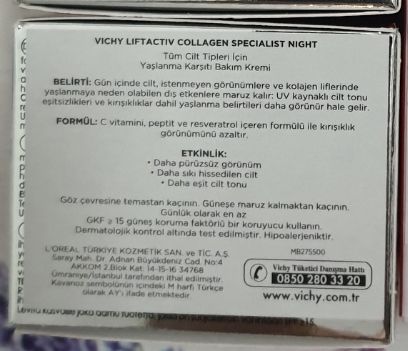 VICHY LIFTACTIV COLLAGEN SPECIALIST NIGHT
Tüm Cilt Tipleri İçin
Yaşlanma Karşıtı Bakım Kremi
BELİRTİ: Gün içinde cilt, istenmeyen görünümlere ve kolajen liflerinde
yaşlanmaya neden olabilen dış etkenlere maruz kalır: UV kaynaklı cilt tonu
eşitsizlikleri ve kırışıklıklar dahil yaşlanma belirtileri daha görünür hale gelir.
FORMÜL: C vitamini, peptit ve resveratrol içeren formülü ile kırışıklık
görünümünü azaltır.
ETKİNLİK:
• Daha pürüzsüz görünüm
• Daha sıkı hissedilen cilt
• Daha eşit cilt tonu
Göz çevresine temastan kaçının. Güneşe maruz kalmaktan kaçının.
Günlük olarak en az
GKF ≥ 15 güneş koruma faktörlü bir koruyucu kullanın.
Dermatolojik kontrol altında test edilmiştir. Hipoalerjeniktir.
L'OREAL TÜRKİYE KOZMETİK SAN. ve TİC. A.Ş.
Saray Mah. Dr. Adnan Büyükdeniz Cad. No:4
AKKOM 2.Blok Kat. 14-15-16 34768
Ümraniye/İstanbul tarafından ithal edilmiştir.
Kavanoz sembolünün içindeki M harfi Türkçe
olarak AY'ı ifade etmektedir.
MB275500
Vichy Tüketici Danışma Hattı
0850 280 33 20
www.vichy.com.tr